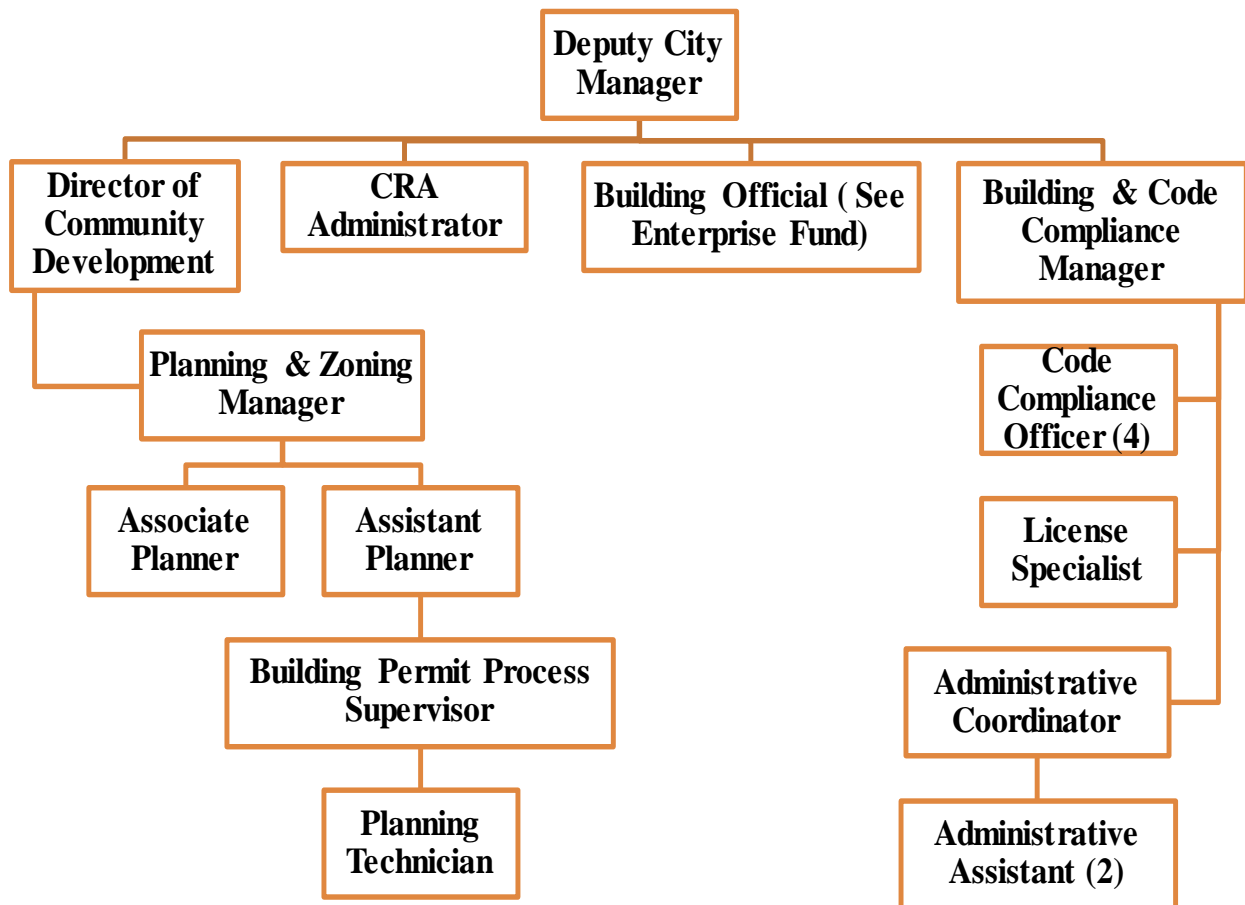 Deputy City
Manager
Director of
Community
Development
CRA
Administrator
Building Official ( See
Enterprise Fund)
Building & Code
Compliance
Manager
Planning & Zoning
Manager
Code
Compliance
Officer (4)
Associate
Planner
Assistant
Planner
License
Specialist
Building Permit Process
Supervisor
Administrative
Coordinator
Planning
Technician
Administrative
Assistant (2)